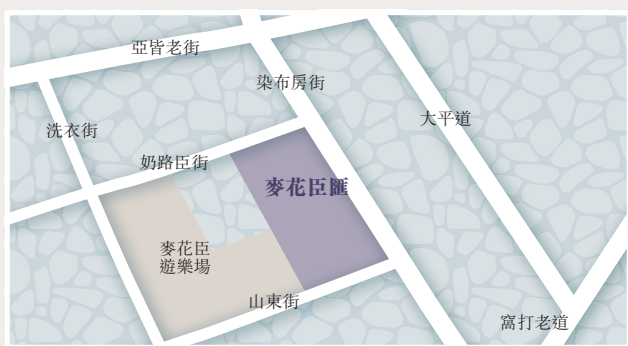 亞皆老街
染布房街
大平道
洗衣街
奶路臣街
麥花臣匯
麥花臣
遊樂場
山東街
窩打老道